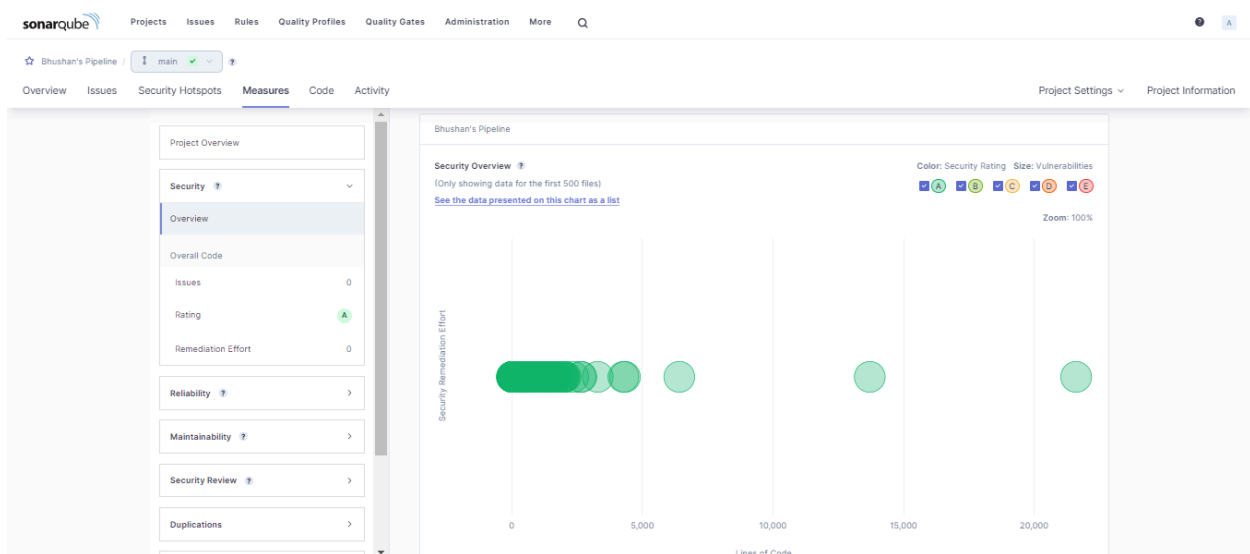 sonarqube Projects Issues Rules Quality Profiles Quality Gates Administration More ? A
Bhushan's Pipeline / main ?
Overview Issues Security Hotspots Measures Code Activity Project Settings Project Information
Project Overview
Security ?
Overview
Overall Code
Issues 0
Rating A
Remediation Effort 0
Reliability ?
Maintainability ?
Security Review ?
Duplications
Bhushan's Pipeline
Security Overview ? Color: Security Rating Size: Vulnerabilities
(Only showing data for the first 500 files) A B C D E
See the data presented on this chart as a list
Zoom: 100%
Security Remediation Effort
0 5,000 10,000 15,000 20,000
Lines of Code